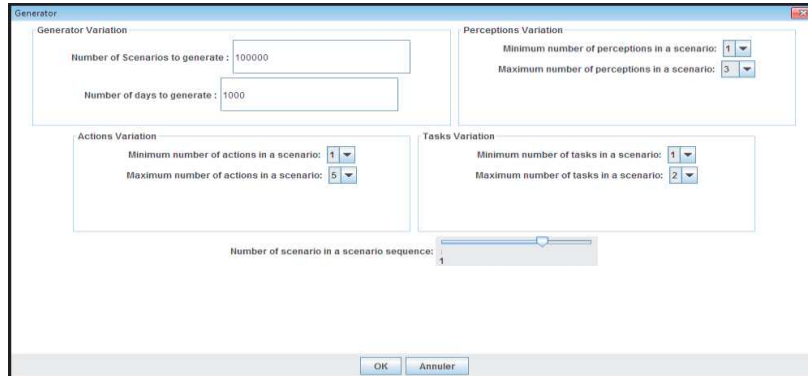 Generator
Generator Variation
Number of Scenarios to generate : 100000
Number of days to generate : 1000
Perceptions Variation
Minimum number of perceptions in a scenario: 1
Maximum number of perceptions in a scenario: 3
Actions Variation
Minimum number of actions in a scenario: 1
Maximum number of actions in a scenario: 5
Tasks Variation
Minimum number of tasks in a scenario: 1
Maximum number of tasks in a scenario: 2
Number of scenario in a scenario sequence:
1
OK
Annuler